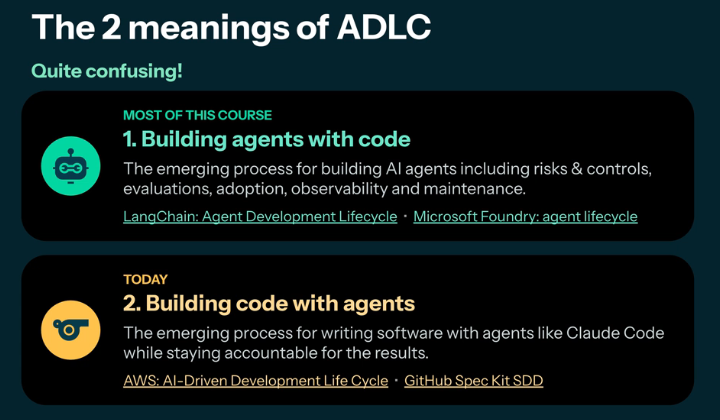 The 2 meanings of ADLC
Quite confusing!
MOST OF THIS COURSE
1. Building agents with code
The emerging process for building AI agents including risks & controls,
evaluations, adoption, observability and maintenance.
LangChain: Agent Development Lifecycle • Microsoft Foundry: agent lifecycle
TODAY
2. Building code with agents
The emerging process for writing software with agents like Claude Code
while staying accountable for the results.
AWS: AI-Driven Development Life Cycle • GitHub Spec Kit SDD